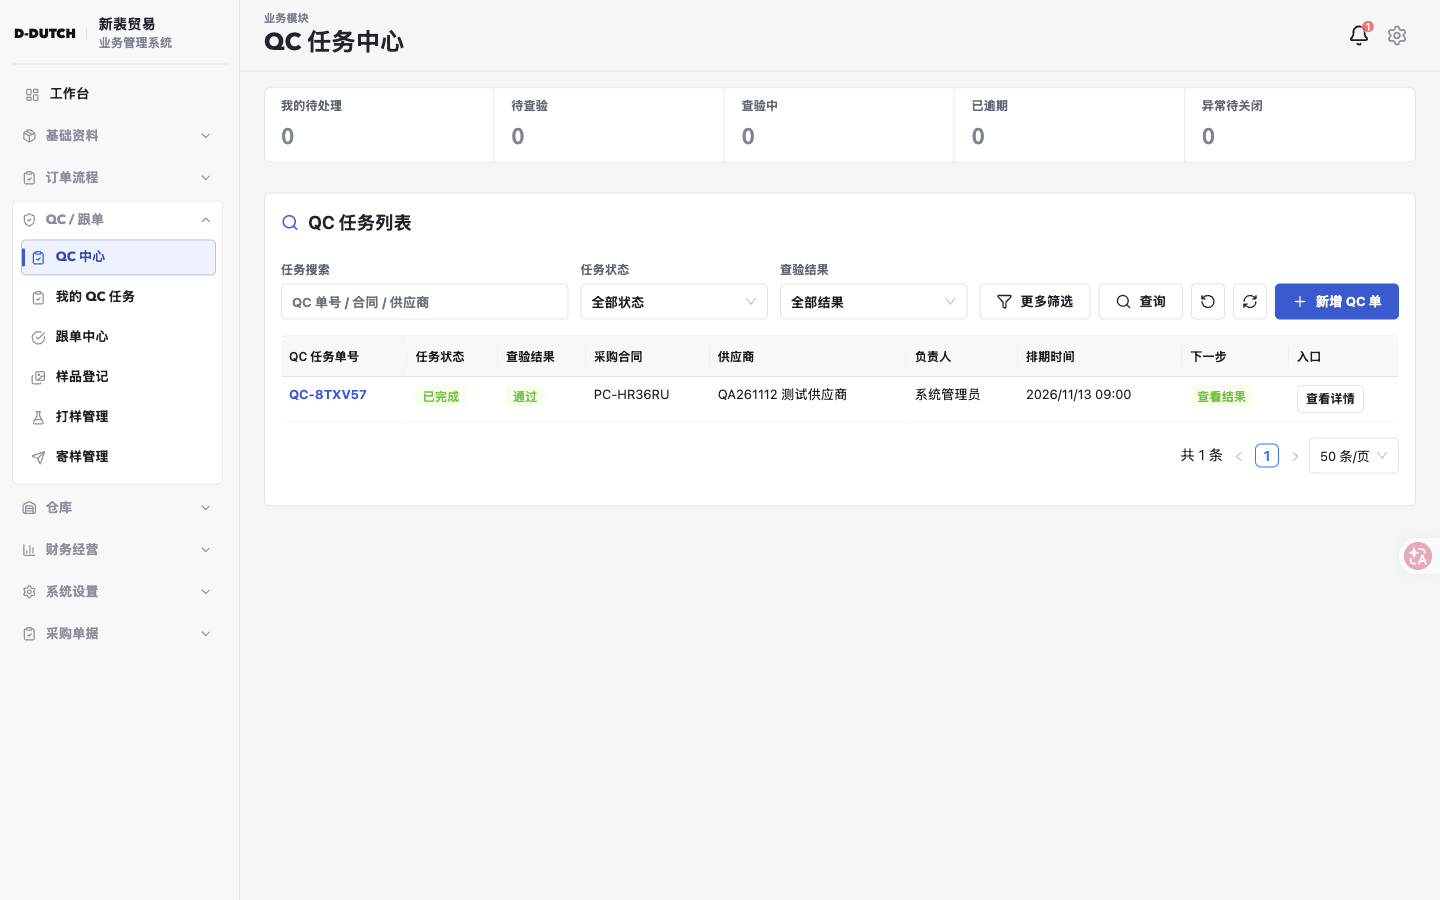 D-DUTCH
新裴贸易
业务管理系统
工作台
基础资料
订单流程
QC / 跟单
QC 中心
我的 QC 任务
跟单中心
样品登记
打样管理
寄样管理
仓库
财务经营
系统设置
采购单据
业务模块
QC 任务中心
1
我的待处理
0
待查验
0
查验中
0
已逾期
0
异常待关闭
0
QC 任务列表
任务搜索
任务状态
查验结果
QC 单号 / 合同 / 供应商
全部状态
全部结果
更多筛选
查询
新增 QC 单
QC 任务单号 任务状态 查验结果 采购合同 供应商 负责人 排期时间 下一步 入口
QC-8TXV57 已完成 通过 PC-HR36RU QA261112 测试供应商 系统管理员 2026/11/13 09:00 查看结果 查看详情
共 1 条
1
50 条/页